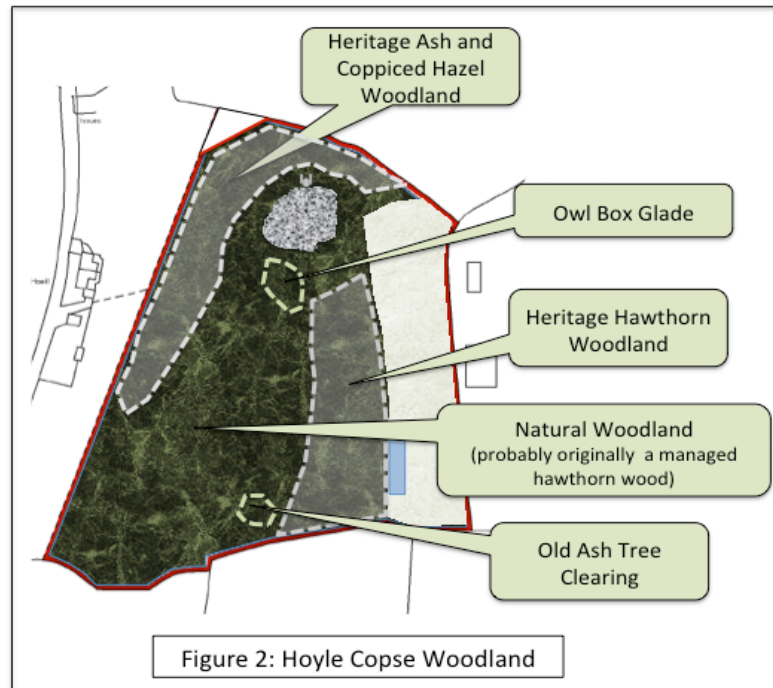 Heritage Ash and
Coppiced Hazel
Woodland
Issues
Owl Box Glade
Heritage Hawthorn
Woodland
Natural Woodland
(probably originally a managed
hawthorn wood)
Old Ash Tree
Clearing
Figure 2: Hoyle Copse Woodland